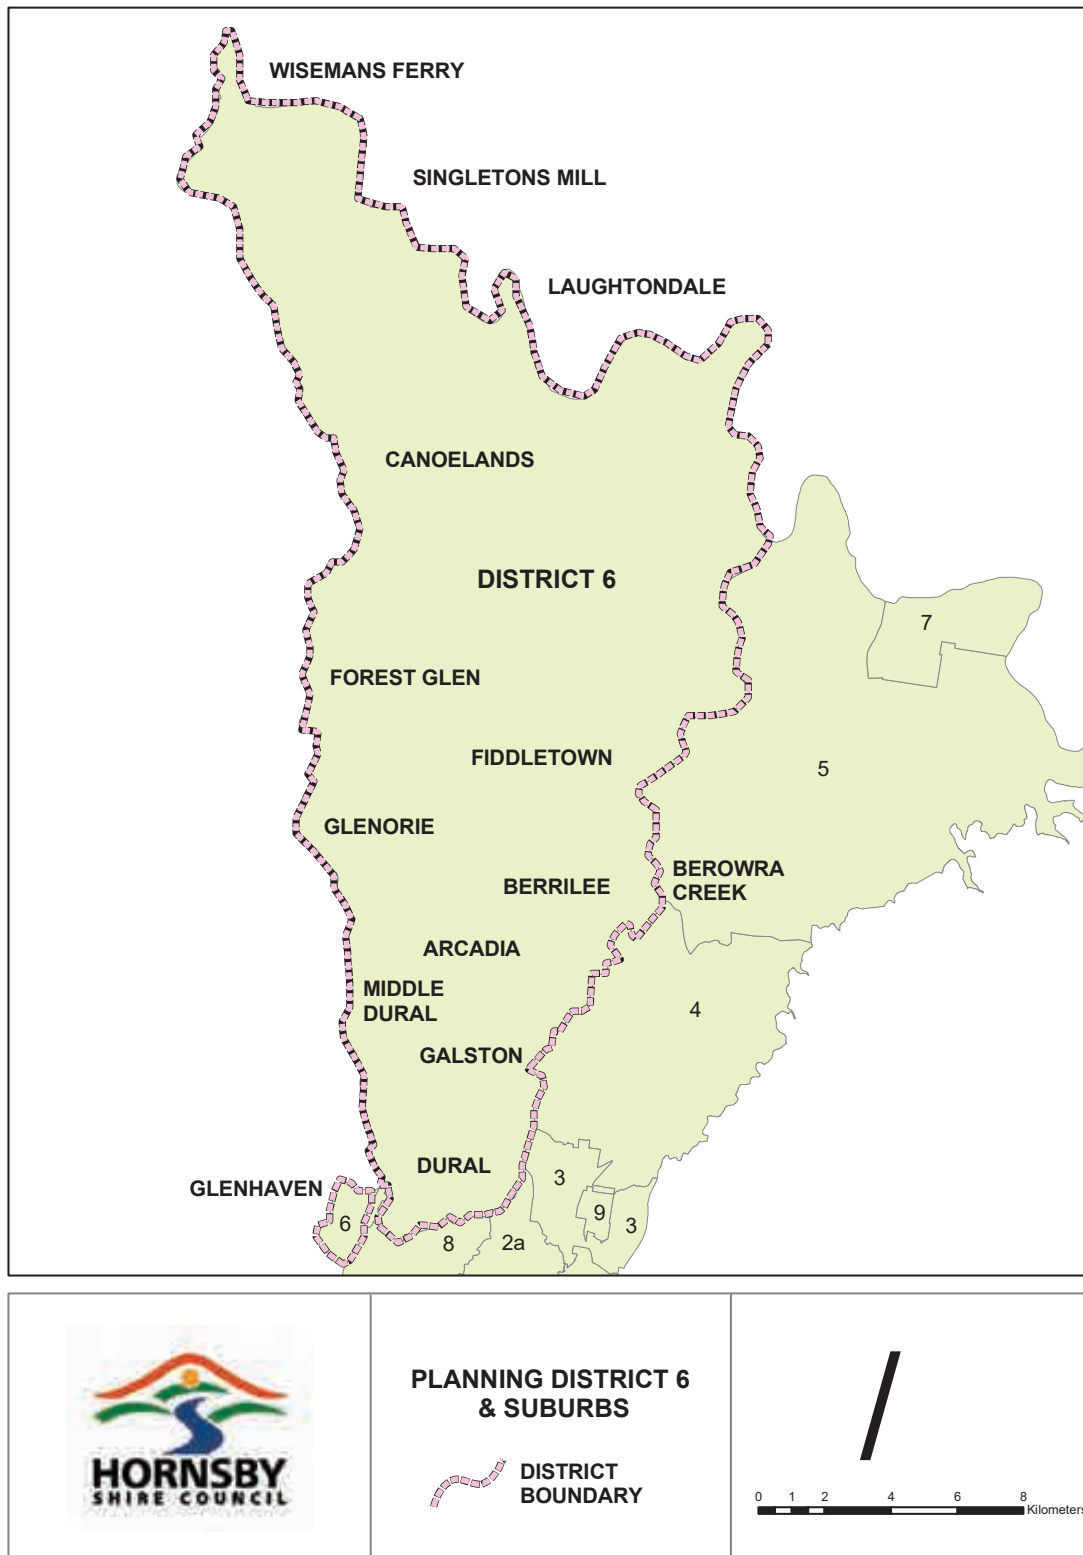 WISEMANS FERRY
SINGLETONS MILL
LAUGHTONDALE
CANOELANDS
DISTRICT 6
7
FOREST GLEN
FIDDLETOWN
5
GLENORIE
BERRILEE
BEROWRA
CREEK
ARCADIA
MIDDLE
DURAL
4
GALSTON
DURAL
3
GLENHAVEN
6
9
3
8
2a
HORNSBY
SHIRE COUNCIL
PLANNING DISTRICT 6
& SUBURBS
DISTRICT
BOUNDARY
0 1 2 4 6 8
Kilometers